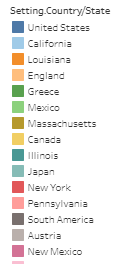 Setting.Country/State
United States
California
Louisiana
England
Greece
Mexico
Massachusetts
Canada
Illinois
Japan
New York
Pennsylvania
South America
Austria
New Mexico